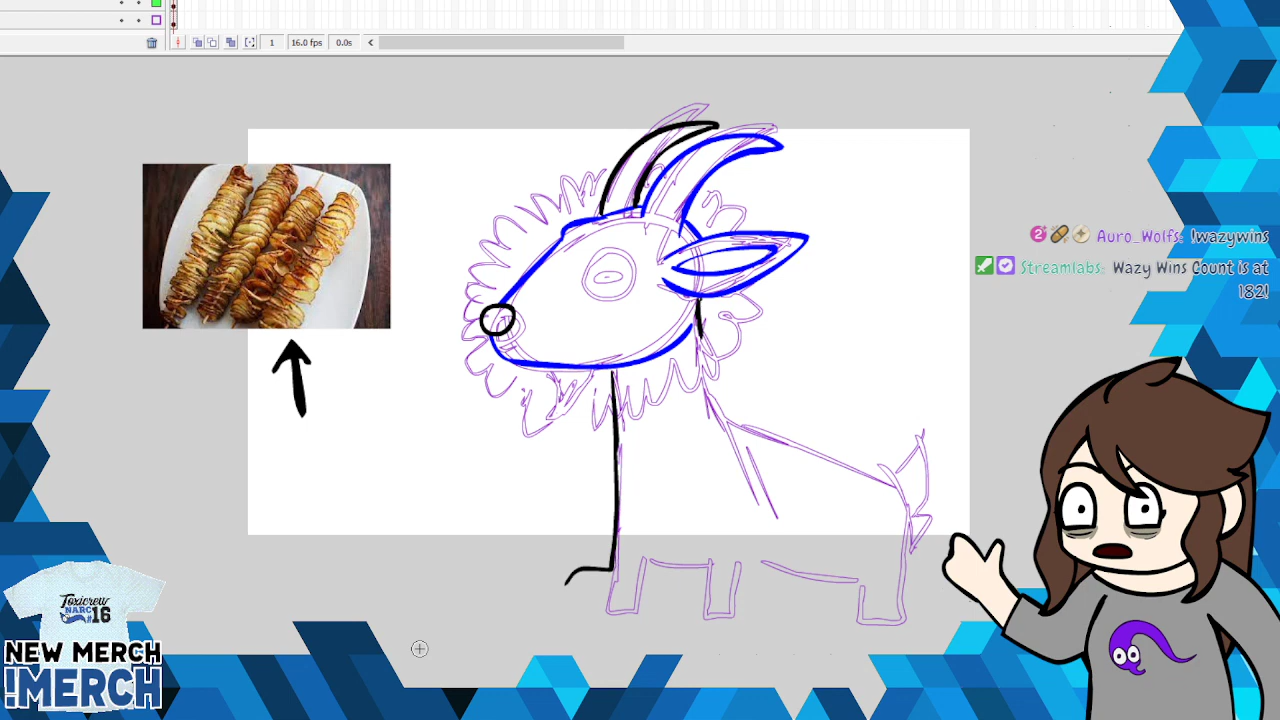 1 16.0 fps 0.0s
2 Auro_Wolfs: !wazywins
Streamlabs: Wazy Wins Count is at
182!
Toxicrew
NARC
#16
NEW MERCH
!MERCH